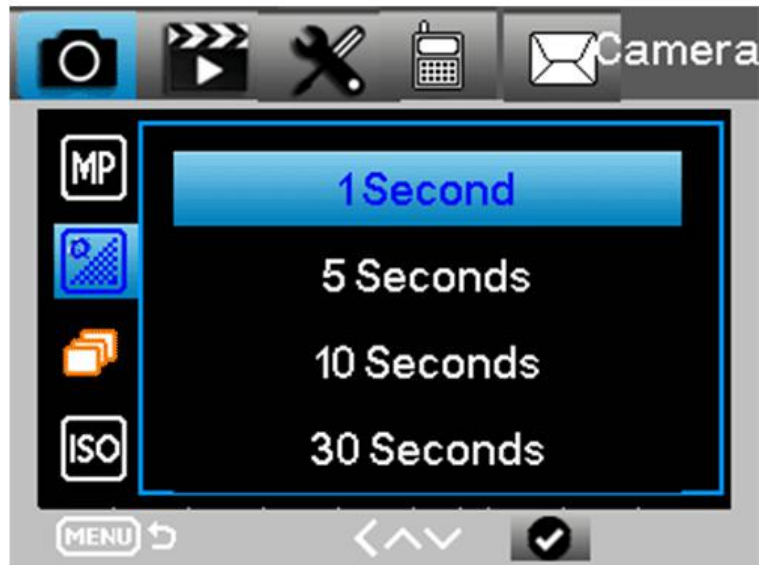 Camera
MP
1 Second
Q
5 Seconds
10 Seconds
ISO
30 Seconds
MENU